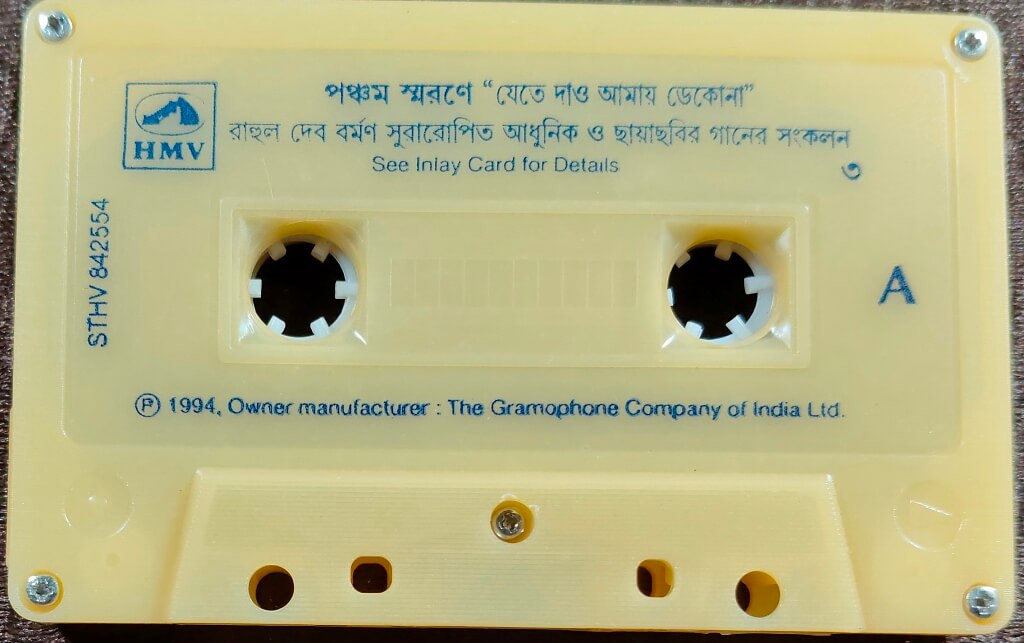 পঞ্চম স্মরণে “যেতে দাও আমায় ডেকোনা”
রাহুল দেব বর্মণ সুরারোপিত আধুনিক ও ছায়াছবির গানের সংকলন
HMV
See Inlay Card for Details
৩
STHV 842554
A
Ⓟ 1994, Owner manufacturer : The Gramophone Company of India Ltd.